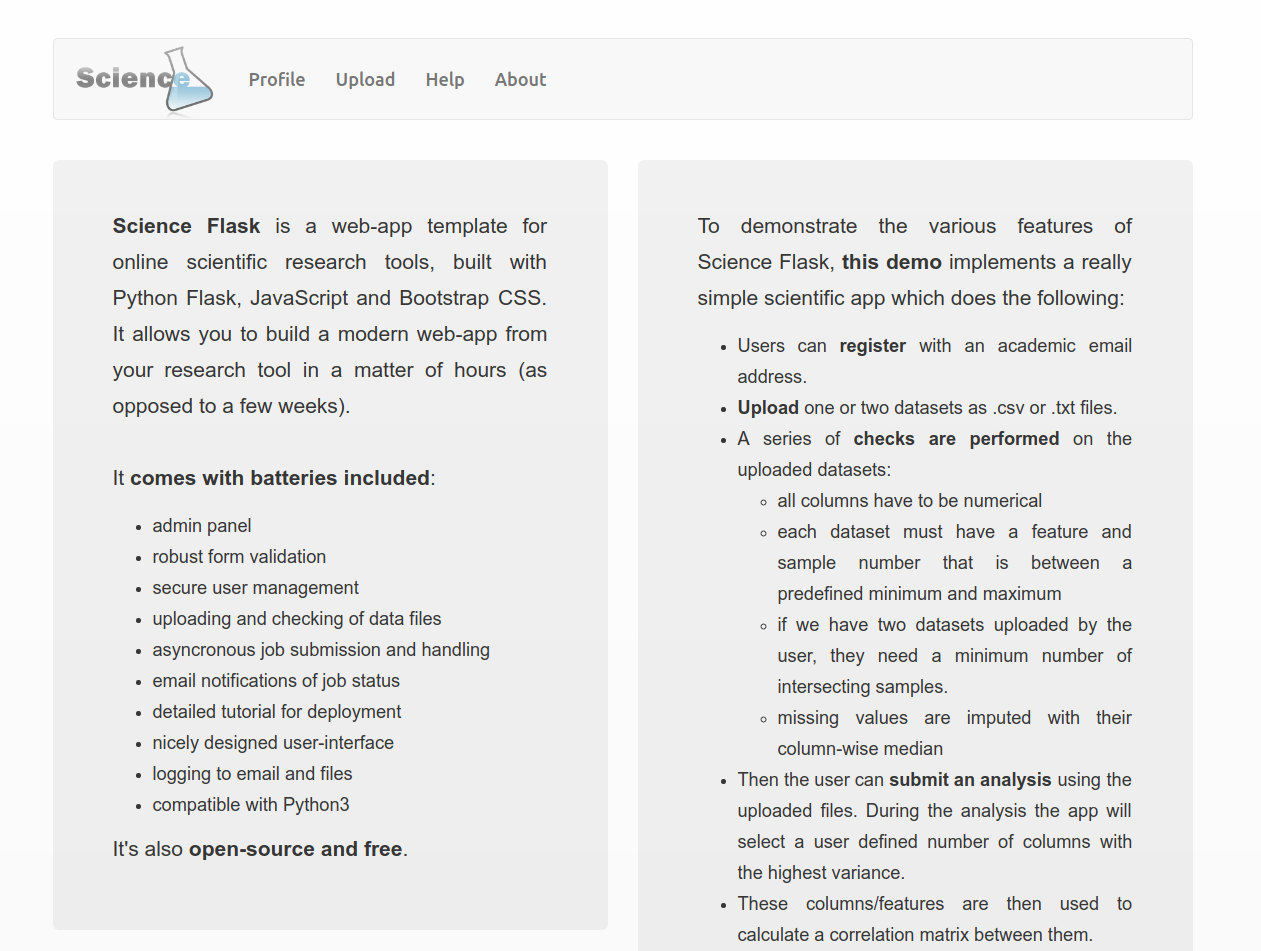 Science
Profile Upload Help About
Science Flask is a web-app template for
online scientific research tools, built with
Python Flask, JavaScript and Bootstrap CSS.
It allows you to build a modern web-app from
your research tool in a matter of hours (as
opposed to a few weeks).
It comes with batteries included:
• admin panel
• robust form validation
• secure user management
• uploading and checking of data files
• asyncronous job submission and handling
• email notifications of job status
• detailed tutorial for deployment
• nicely designed user-interface
• logging to email and files
• compatible with Python3
It's also open-source and free.
To demonstrate the various features of
Science Flask, this demo implements a really
simple scientific app which does the following:
• Users can register with an academic email
address.
• Upload one or two datasets as .csv or .txt files.
• A series of checks are performed on the
uploaded datasets:
◦ all columns have to be numerical
◦ each dataset must have a feature and
sample number that is between a
predefined minimum and maximum
◦ if we have two datasets uploaded by the
user, they need a minimum number of
intersecting samples.
◦ missing values are imputed with their
column-wise median
• Then the user can submit an analysis using the
uploaded files. During the analysis the app will
select a user defined number of columns with
the highest variance.
• These columns/features are then used to
calculate a correlation matrix between them.